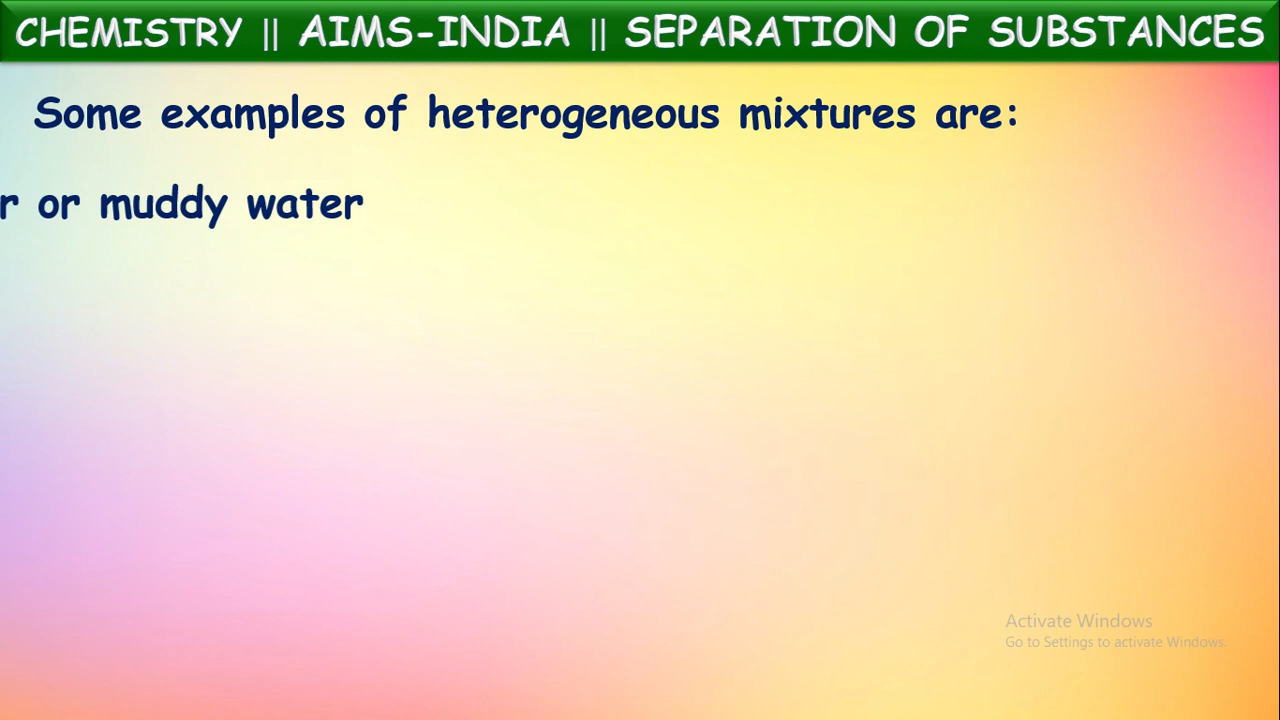 CHEMISTRY || AIMS-INDIA || SEPARATION OF SUBSTANCES
Some examples of heterogeneous mixtures are:
r or muddy water
Activate Windows
Go to Settings to activate Windows.